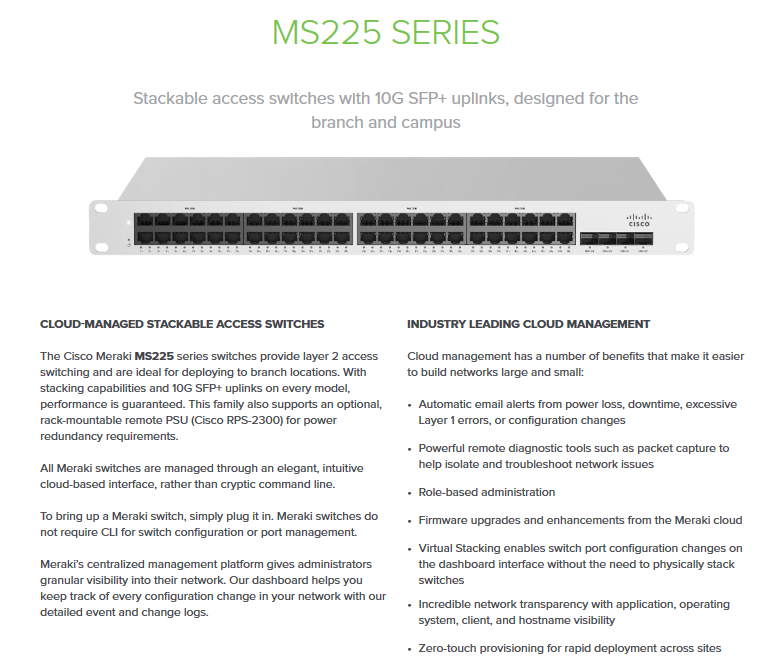 MS225 SERIES
Stackable access switches with 10G SFP+ uplinks, designed for the
branch and campus
CISCO
CLOUD-MANAGED STACKABLE ACCESS SWITCHES
The Cisco Meraki MS225 series switches provide layer 2 access
switching and are ideal for deploying to branch locations. With
stacking capabilities and 10G SFP+ uplinks on every model,
performance is guaranteed. This family also supports an optional,
rack-mountable remote PSU (Cisco RPS-2300) for power
redundancy requirements.
All Meraki switches are managed through an elegant, intuitive
cloud-based interface, rather than cryptic command line.
To bring up a Meraki switch, simply plug it in. Meraki switches do
not require CLI for switch configuration or port management.
Meraki's centralized management platform gives administrators
granular visibility into their network. Our dashboard helps you
keep track of every configuration change in your network with our
detailed event and change logs.
INDUSTRY LEADING CLOUD MANAGEMENT
Cloud management has a number of benefits that make it easier
to build networks large and small:
• Automatic email alerts from power loss, downtime, excessive
Layer 1 errors, or configuration changes
• Powerful remote diagnostic tools such as packet capture to
help isolate and troubleshoot network issues
• Role-based administration
• Firmware upgrades and enhancements from the Meraki cloud
• Virtual Stacking enables switch port configuration changes on
the dashboard interface without the need to physically stack
switches
• Incredible network transparency with application, operating
system, client, and hostname visibility
• Zero-touch provisioning for rapid deployment across sites